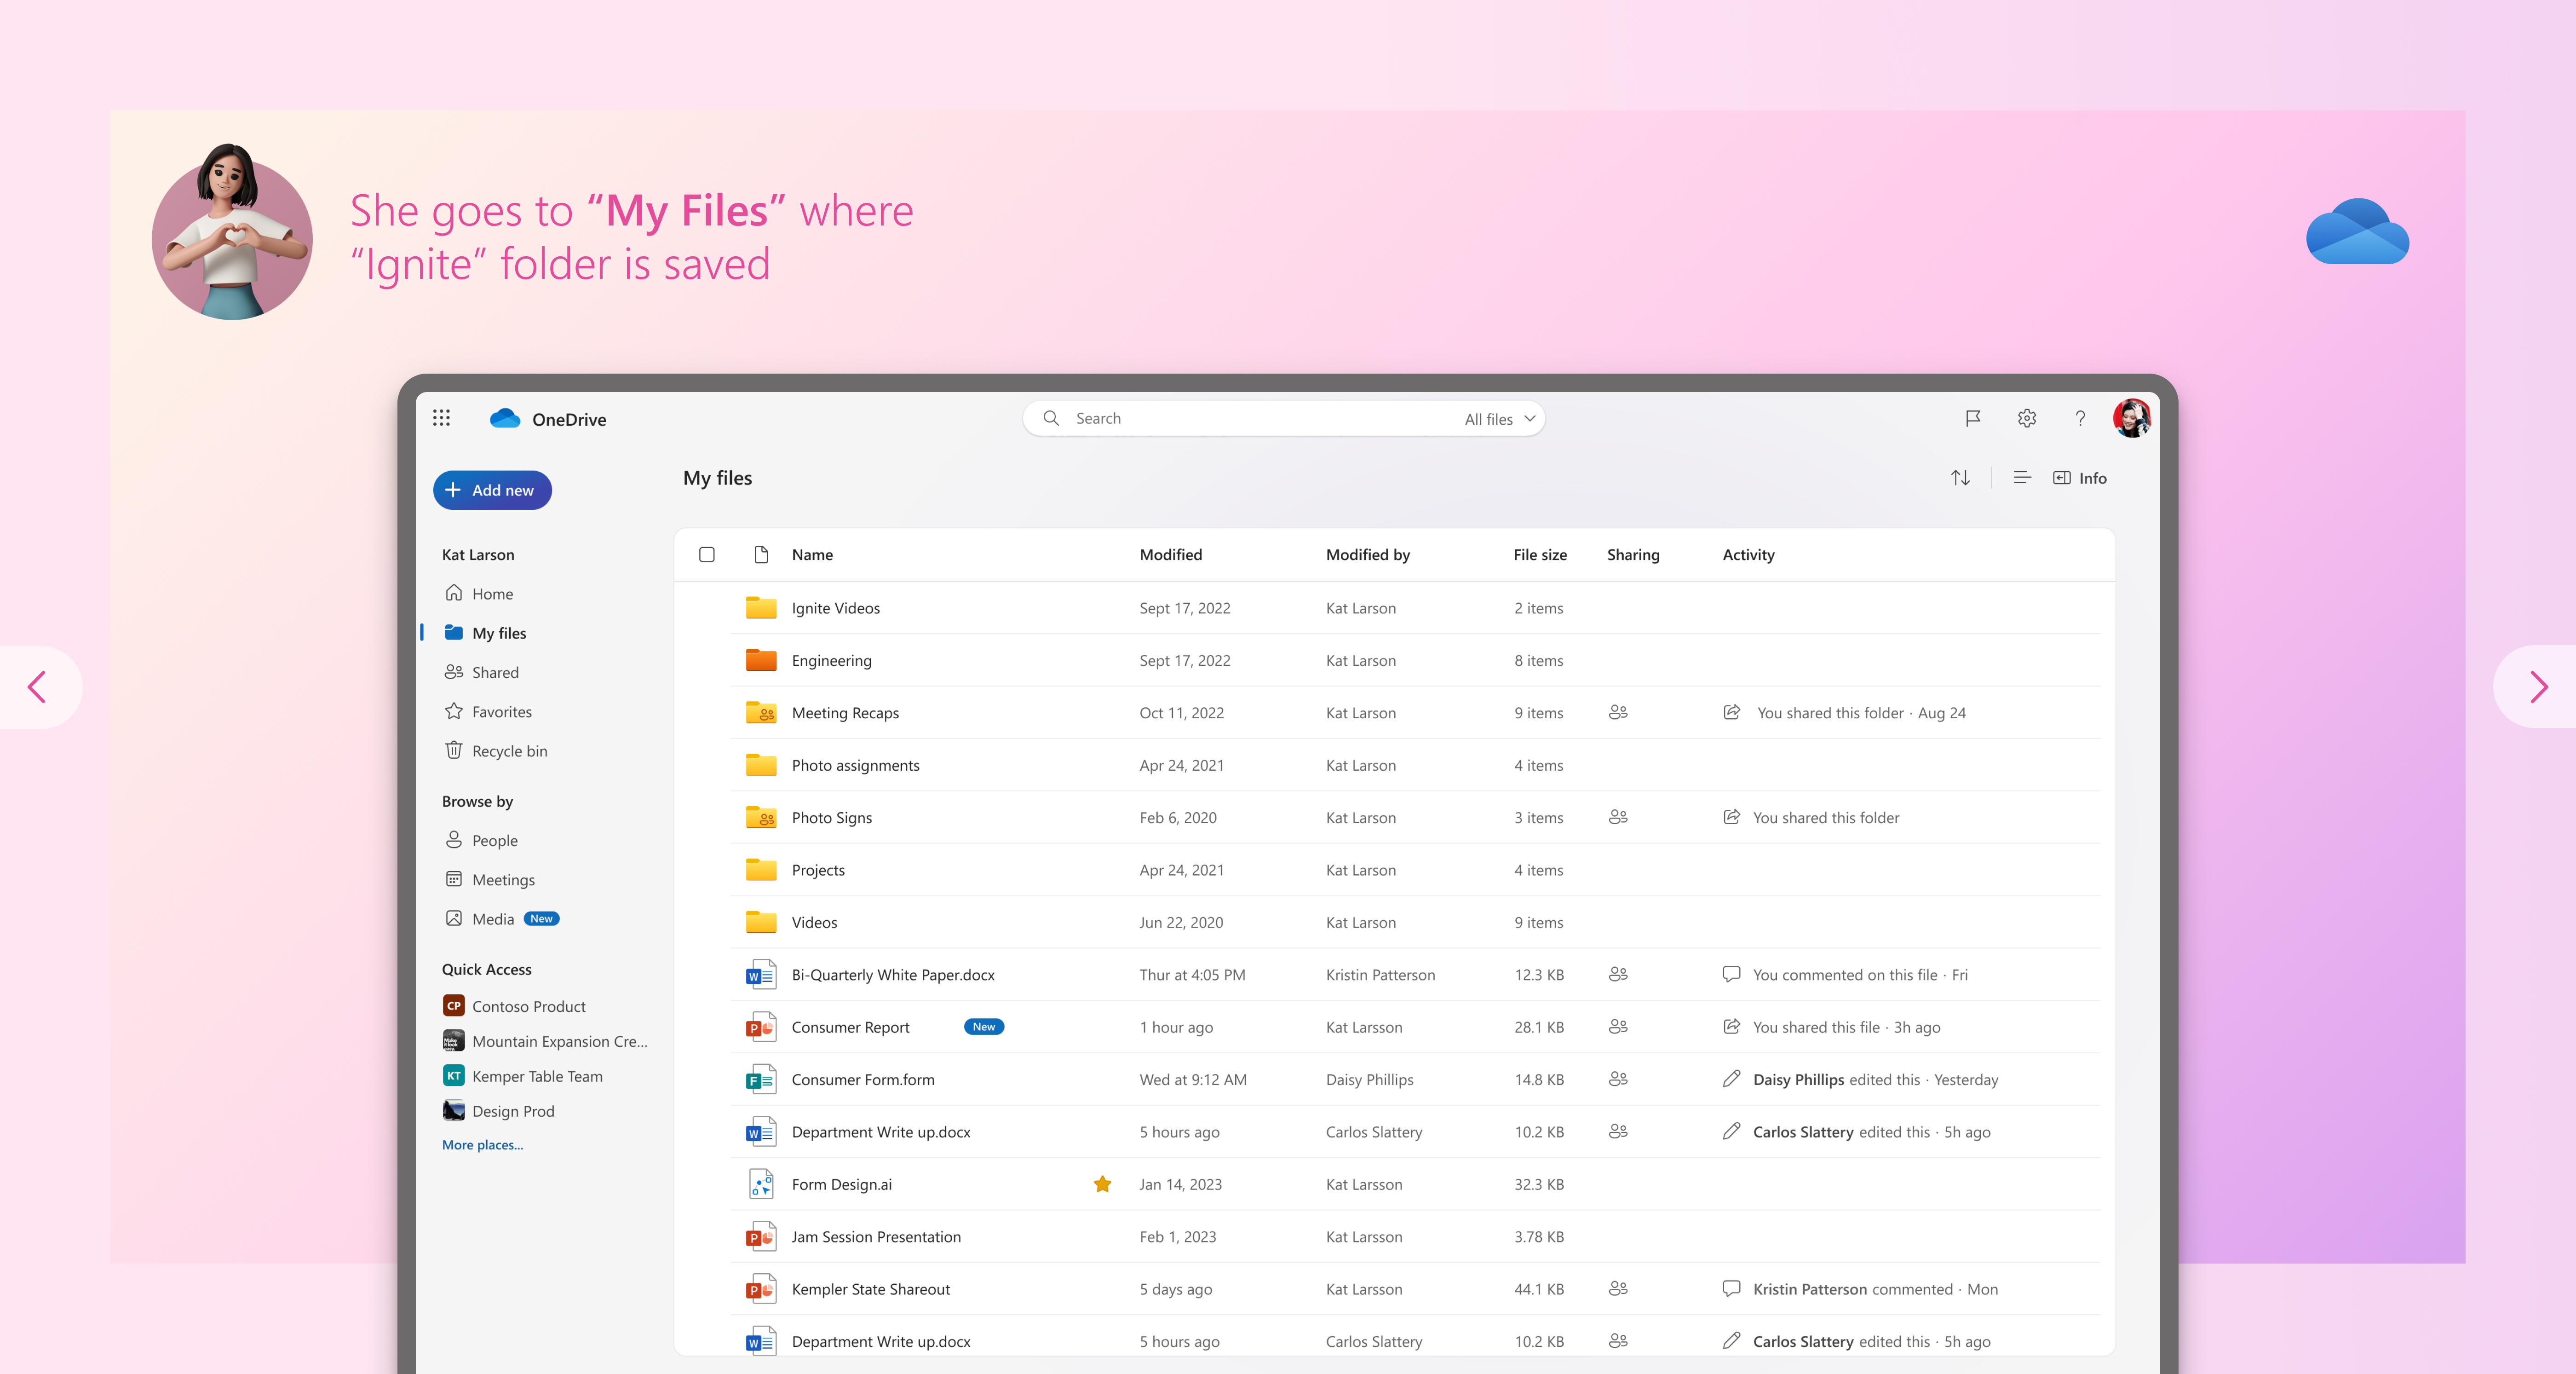 She goes to “My Files” where
“Ignite” folder is saved
OneDrive
Search
All files
Add new
My files
Info
Kat Larson
Home
My files
Shared
Favorites
Recycle bin
Browse by
People
Meetings
Media New
Quick Access
CP Contoso Product
Mountain Expansion Cre...
KT Kemper Table Team
Design Prod
More places...
Name Modified Modified by File size Sharing Activity
Ignite Videos Sept 17, 2022 Kat Larson 2 items
Engineering Sept 17, 2022 Kat Larson 8 items
Meeting Recaps Oct 11, 2022 Kat Larson 9 items You shared this folder · Aug 24
Photo assignments Apr 24, 2021 Kat Larson 4 items
Photo Signs Feb 6, 2020 Kat Larson 3 items You shared this folder
Projects Apr 24, 2021 Kat Larson 4 items
Videos Jun 22, 2020 Kat Larson 9 items
Bi-Quarterly White Paper.docx Thur at 4:05 PM Kristin Patterson 12.3 KB You commented on this file · Fri
Consumer Report New 1 hour ago Kat Larsson 28.1 KB You shared this file · 3h ago
Consumer Form.form Wed at 9:12 AM Daisy Phillips 14.8 KB Daisy Phillips edited this · Yesterday
Department Write up.docx 5 hours ago Carlos Slattery 10.2 KB Carlos Slattery edited this · 5h ago
Form Design.ai Jan 14, 2023 Kat Larsson 32.3 KB
Jam Session Presentation Feb 1, 2023 Kat Larsson 3.78 KB
Kempler State Shareout 5 days ago Kat Larsson 44.1 KB Kristin Patterson commented · Mon
Department Write up.docx 5 hours ago Carlos Slattery 10.2 KB Carlos Slattery edited this · 5h ago